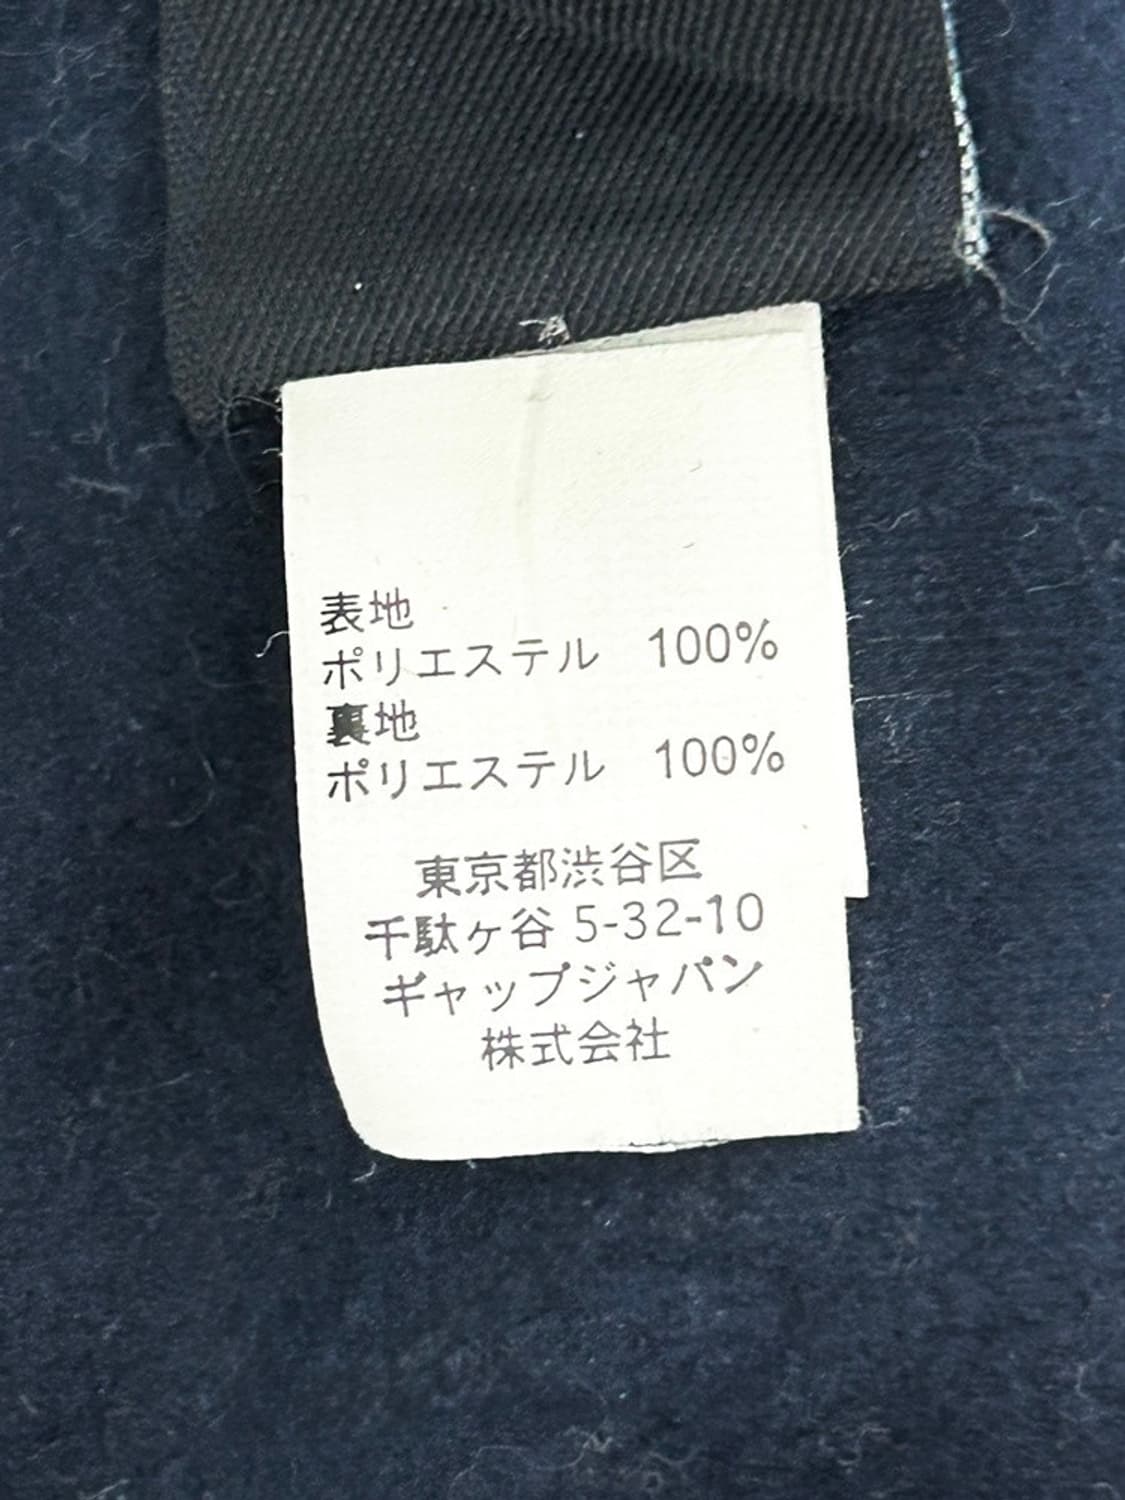 表地
ポリエステル 100%
裏地
ポリエステル 100%
東京都渋谷区
千駄ヶ谷 5-32-10
ギャップジャパン
株式会社